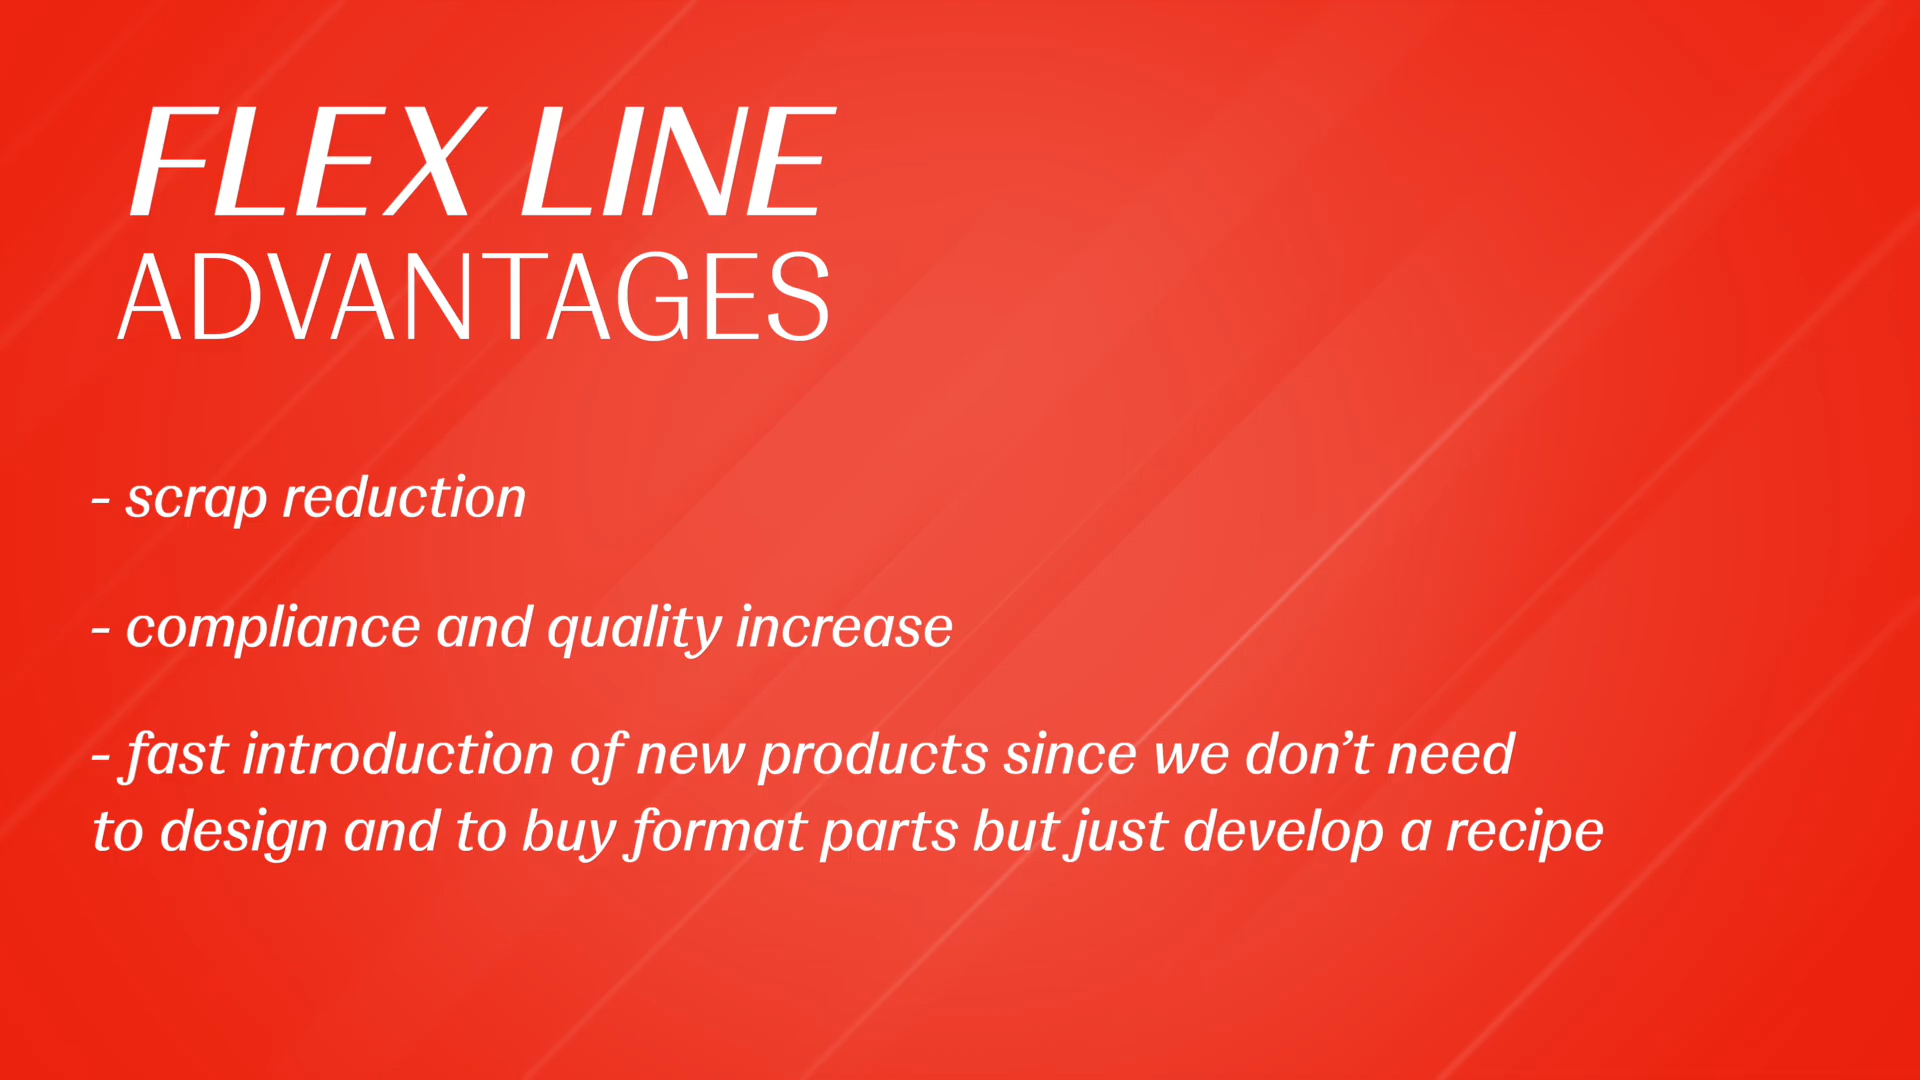 FLEX LINE
ADVANTAGES
- scrap reduction
- compliance and quality increase
- fast introduction of new products since we don’t need
to design and to buy format parts but just develop a recipe